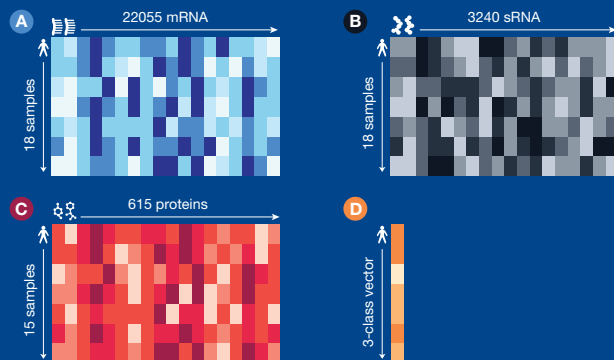 A
22055 mRNA
18 samples
B
3240 sRNA
18 samples
C
615 proteins
15 samples
D
3-class vector